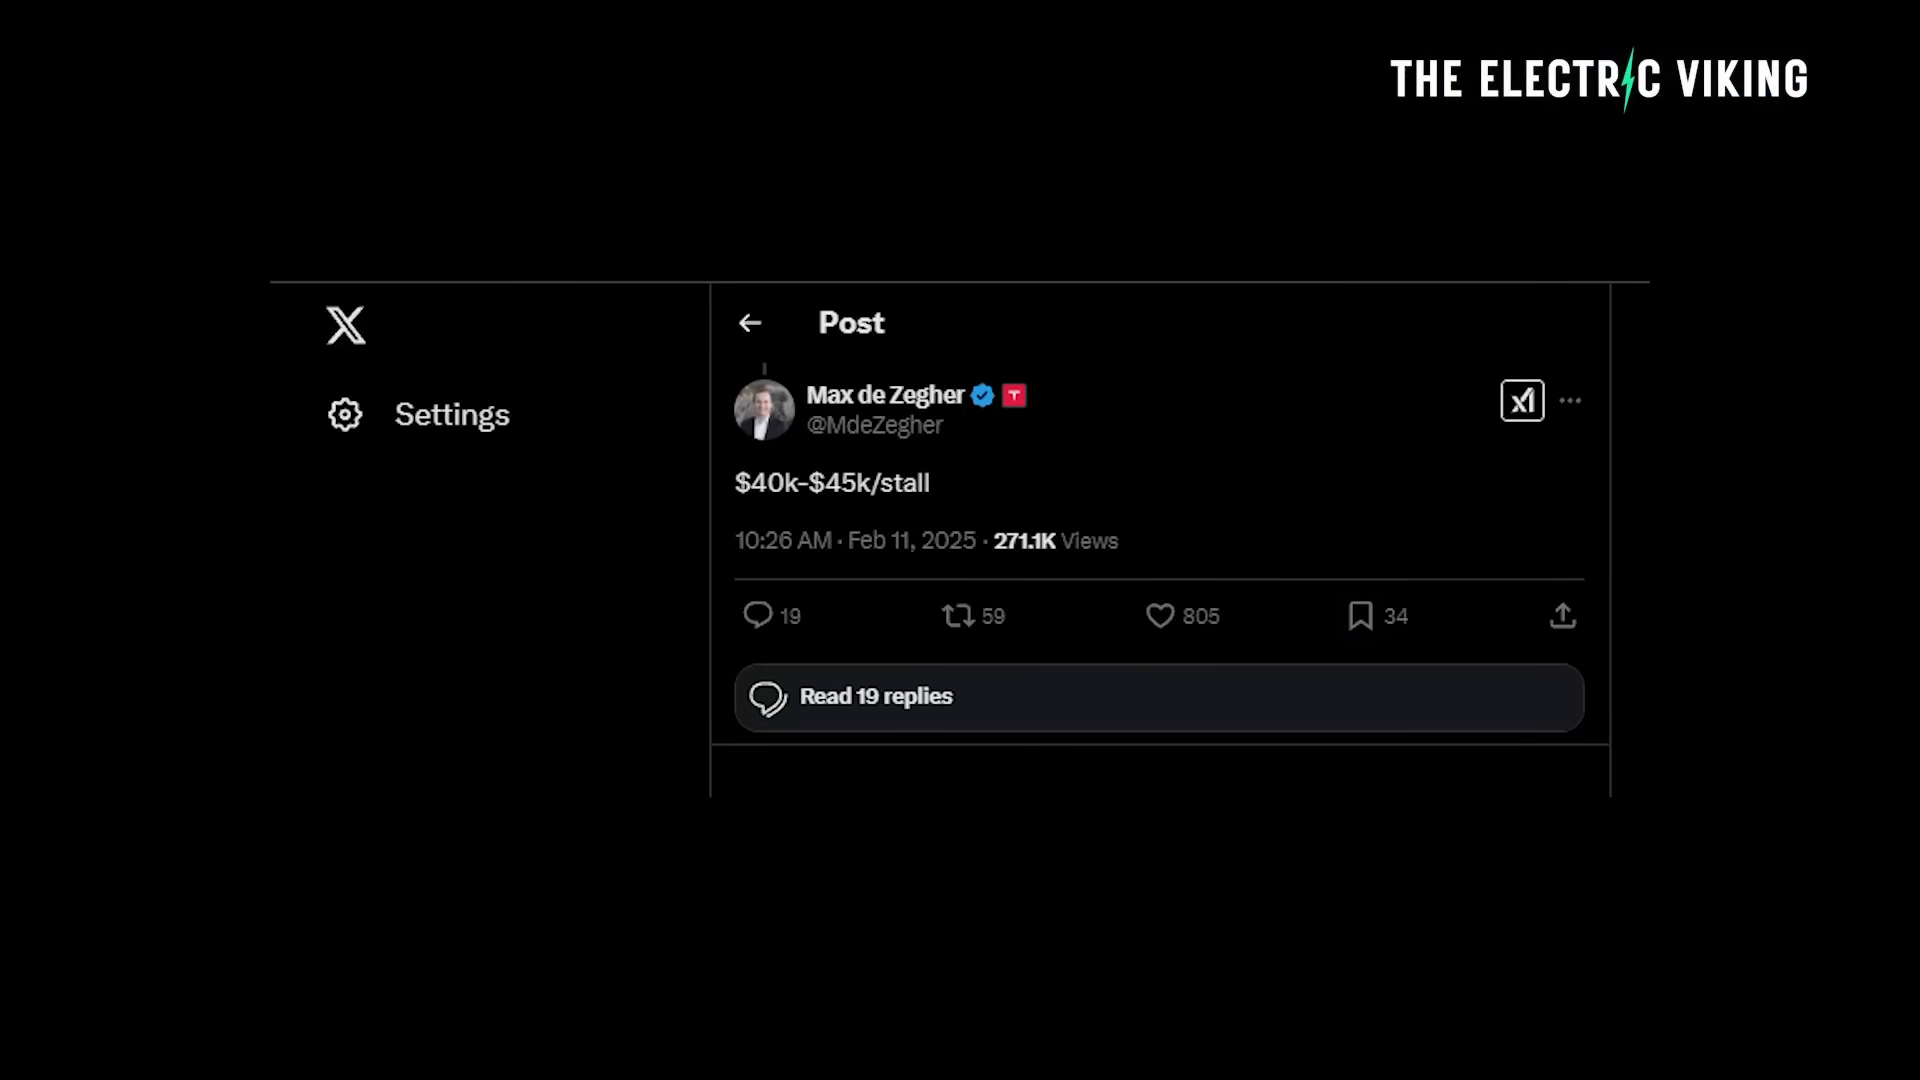 THE ELECTRIC VIKING
X
Settings
Post
Max de Zegher
@MdeZegher
$40k-$45k/stall
10:26 AM · Feb 11, 2025 · 271.1K Views
19 59 805 34
Read 19 replies